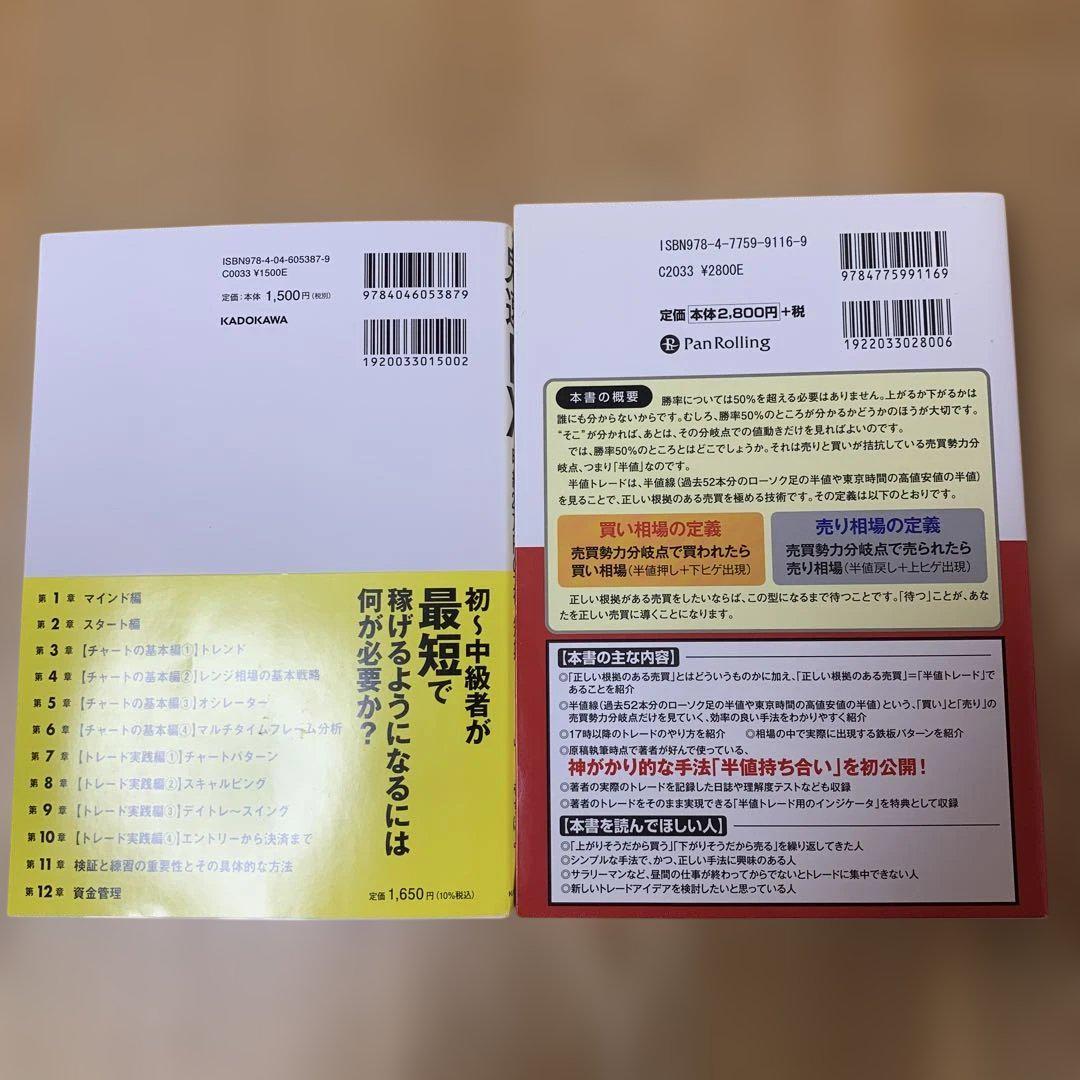 ISBN978-4-04-605387-9
C0033 ¥1500E
定価：本体 1,500円(税別)
KADOKAWA
9784046053879
1920033015002
初〜中級者が
最短で
稼げるようになるには
何が必要か?
第1章 マインド編
第2章 スタート編
第3章 【チャートの基本編①】トレンド
第4章 【チャートの基本編②】レンジ相場の基本戦略
第5章 【チャートの基本編③】オシレーター
第6章 【チャートの基本編④】マルチタイムフレーム分析
第7章 【トレード実践編①】チャートパターン
第8章 【トレード実践編②】スキャルピング
第9章 【トレード実践編③】デイトレ〜スイング
第10章 【トレード実践編④】エントリーから決済まで
第11章 検証と練習の重要性とその具体的な方法
第12章 資金管理
定価 1,650円(10%税込)
ISBN978-4-7759-9116-9
C2033 ¥2800E
定価 本体2,800円+税
Pan Rolling
9784775991169
1922033028006
本書の概要
勝率については50%を超える必要はありません。上がるか下がるかは
誰にも分からないからです。むしろ、勝率50%のところが分かるかどうかのほうが大切です。
“そこ”が分かれば、あとは、その分岐点での値動きだけを見ればよいのです。
では、勝率50%のところとはどこでしょうか。それは売りと買いが拮抗している売買勢力分
岐点、つまり「半値」なのです。
半値トレードは、半値線(過去52本分のローソク足の半値や東京時間の高値安値の半値)
を見ることで、正しい根拠のある売買を極める技術です。その定義は以下のとおりです。
買い相場の定義
売買勢力分岐点で買われたら
買い相場(半値押し+下ヒゲ出現)
売り相場の定義
売買勢力分岐点で売られたら
売り相場(半値戻し+上ヒゲ出現)
正しい根拠がある売買をしたいならば、この型になるまで待つことです。「待つ」ことが、あな
たを正しい売買に導くことになります。
【本書の主な内容】
◎「正しい根拠のある売買」とはどういうものかに加え、「正しい根拠のある売買」=「半値トレード」で
あることを紹介
◎半値線(過去52本分のローソク足の半値や東京時間の高値安値の半値)という、「買い」と「売り」の
売買勢力分岐点だけを見ていく、効率の良い手法をわかりやすく紹介
◎17時以降のトレードのやり方を紹介 ◎相場の中で実際に出現する鉄板パターンを紹介
◎原稿執筆時点で著者が好んで使っている、
神がかり的な手法「半値持ち合い」を初公開!
◎著者の実際のトレードを記録した日誌や理解度テストなども収録
◎著者のトレードをそのまま実現できる「半値トレード用のインジケータ」を特典として収録
【本書を読んでほしい人】
◎「上がりそうだから買う」「下がりそうだから売る」を繰り返してきた人
◎シンプルな手法で、かつ、正しい手法に興味のある人
◎サラリーマンなど、昼間の仕事が終わってからでないとトレードに集中できない人
◎新しいトレードアイデアを検討したいと思っている人